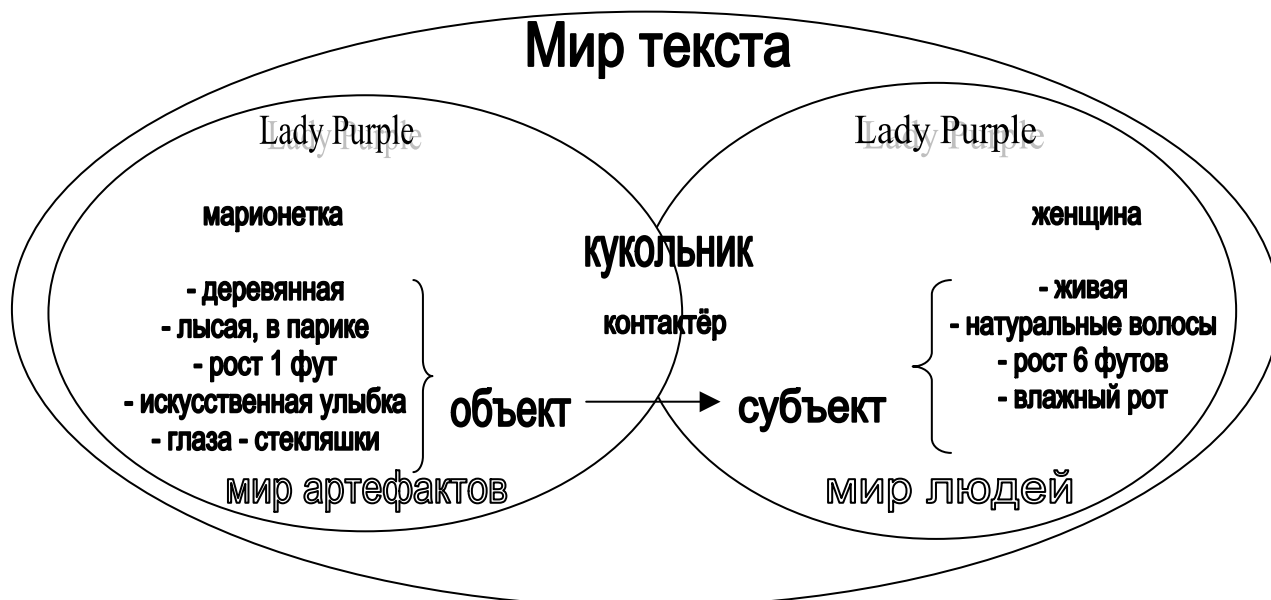 Мир текста
Lady Purple
марионетка
- деревянная
- лысая, в парике
- рост 1 фут
- искусственная улыбка
- глаза - стекляшки
объект
мир артефактов
кукольник
контактёр
Lady Purple
женщина
- живая
- натуральные волосы
- рост 6 футов
- влажный рот
субъект
мир людей